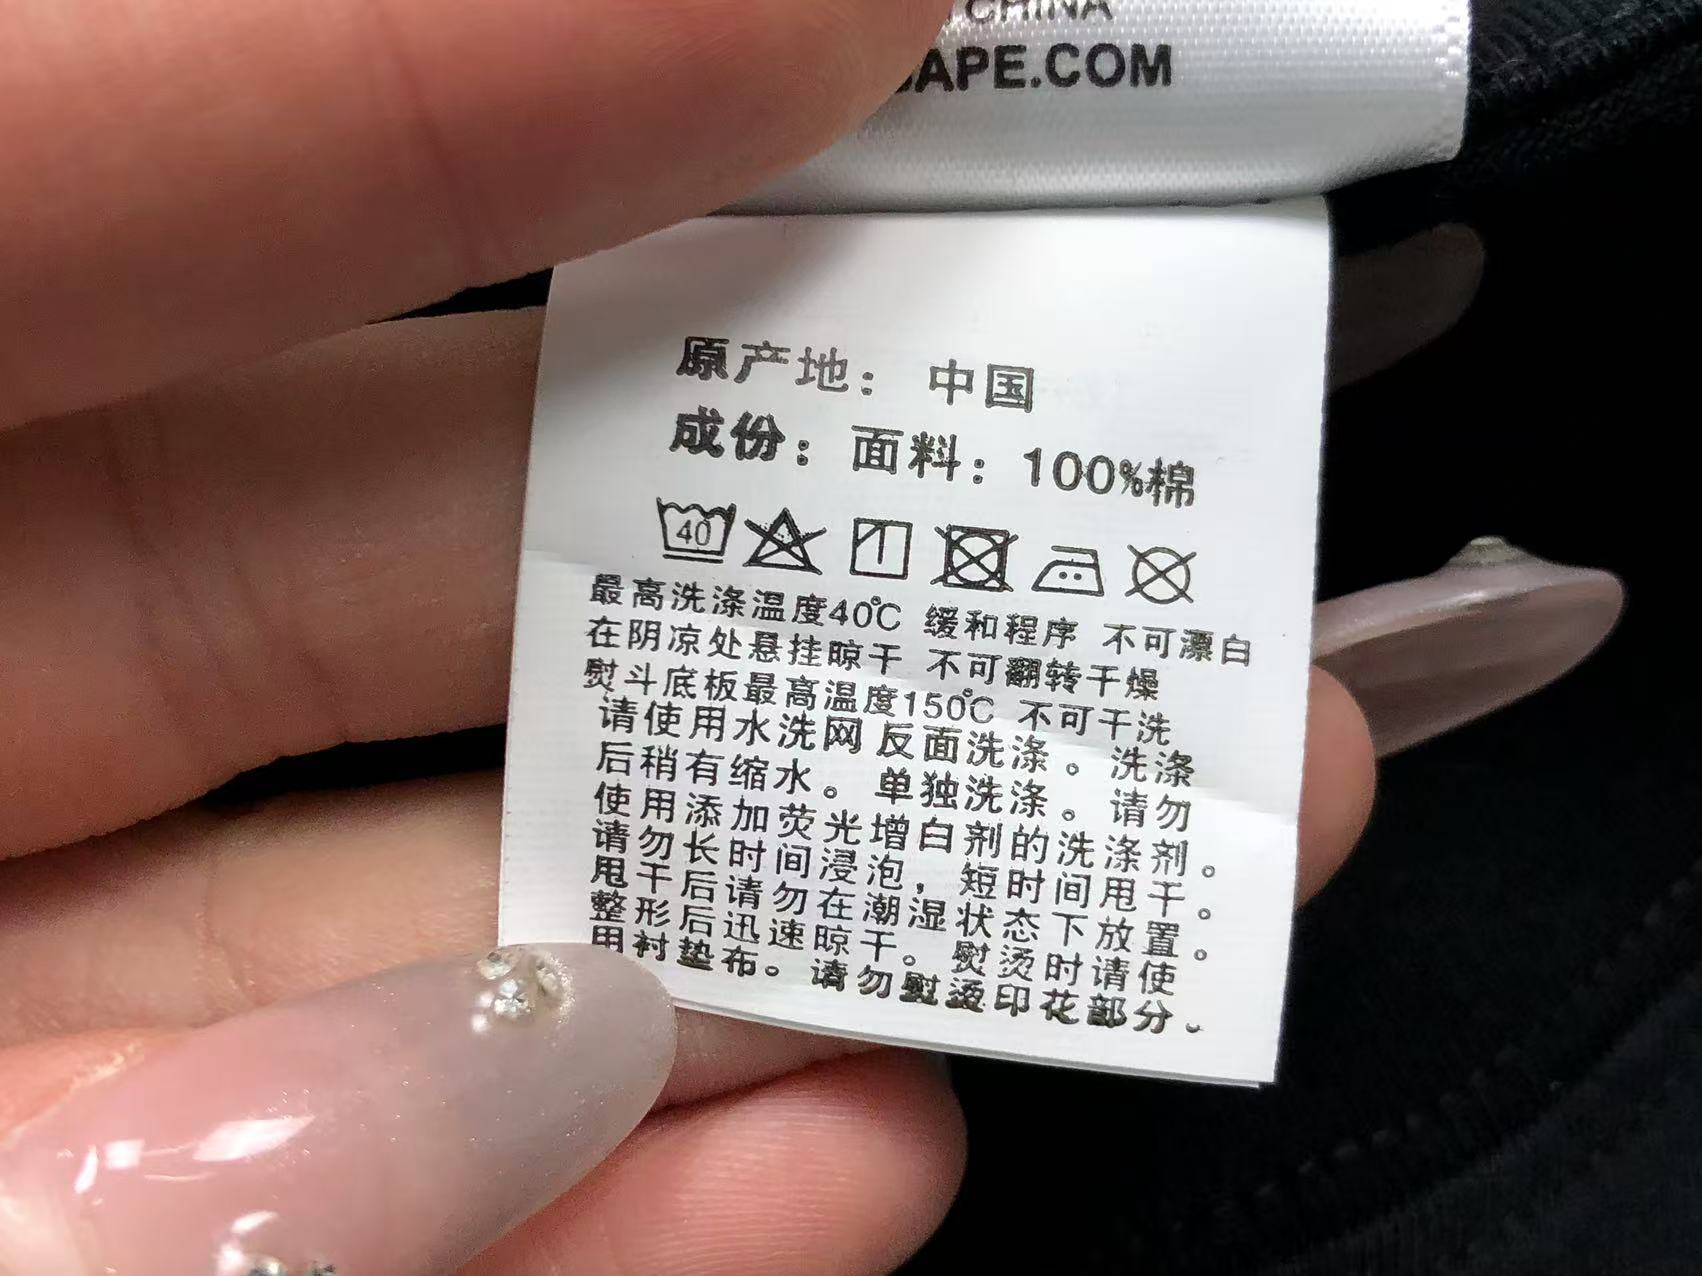 CHINA
APE.COM
原产地：中国
成份：面料：100%棉
40
最高洗涤温度40℃ 缓和程序 不可漂白
在阴凉处悬挂晾干 不可翻转干燥
熨斗底板最高温度150℃ 不可干洗
请使用水洗网反面洗涤。洗涤
后稍有缩水。单独洗涤。请勿
使用添加荧光增白剂的洗涤剂。
请勿长时间浸泡，短时间甩干。
甩干后请勿在潮湿状态下放置。
整形后迅速晾干。熨烫时请使
用衬垫布。请勿熨烫印花部分。